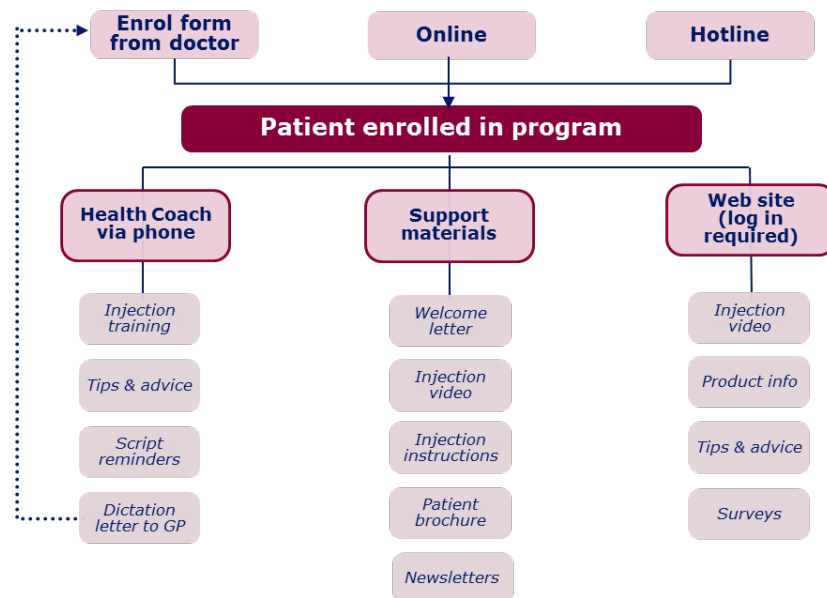 Enrol form
from doctor
Online
Hotline
Patient enrolled in program
Health Coach
via phone
Support
materials
Web site
(log in
required)
Injection
training
Tips & advice
Script
reminders
Dictation
letter to GP
Welcome
letter
Injection
video
Injection
instructions
Patient
brochure
Newsletters
Injection
video
Product info
Tips & advice
Surveys